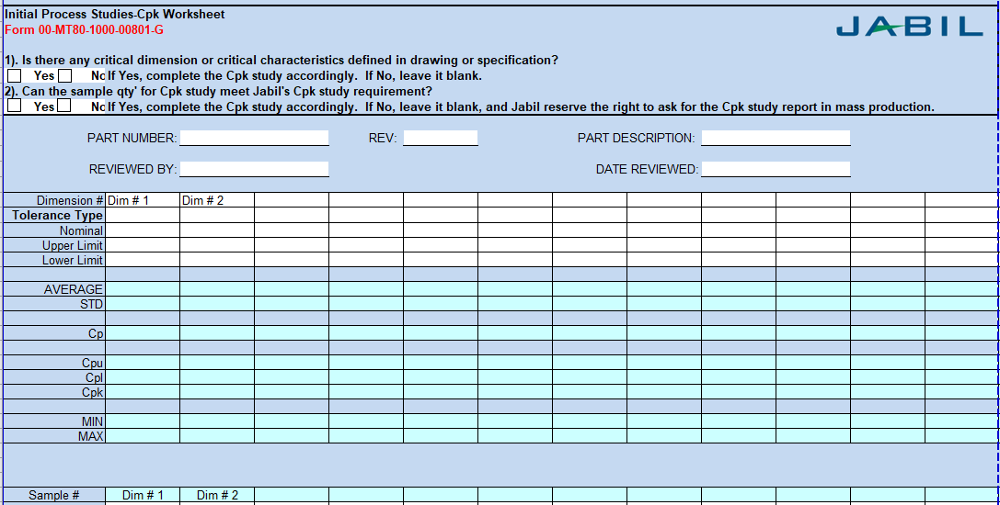 Initial Process Studies-Cpk Worksheet
Form 00-MT80-1000-00801-G
JABIL
1). Is there any critical dimension or critical characteristics defined in drawing or specification?
Yes Nc If Yes, complete the Cpk study accordingly. If No, leave it blank.
2). Can the sample qty' for Cpk study meet Jabil's Cpk study requirement?
Yes Nc If Yes, complete the Cpk study accordingly. If No, leave it blank, and Jabil reserve the right to ask for the Cpk study report in mass production.
PART NUMBER: REV: PART DESCRIPTION:
REVIEWED BY: DATE REVIEWED:
Dimension # Dim # 1 Dim # 2
Tolerance Type
Nominal
Upper Limit
Lower Limit
AVERAGE
STD
Cp
Cpu
Cpl
Cpk
MIN
MAX
Sample # Dim # 1 Dim # 2